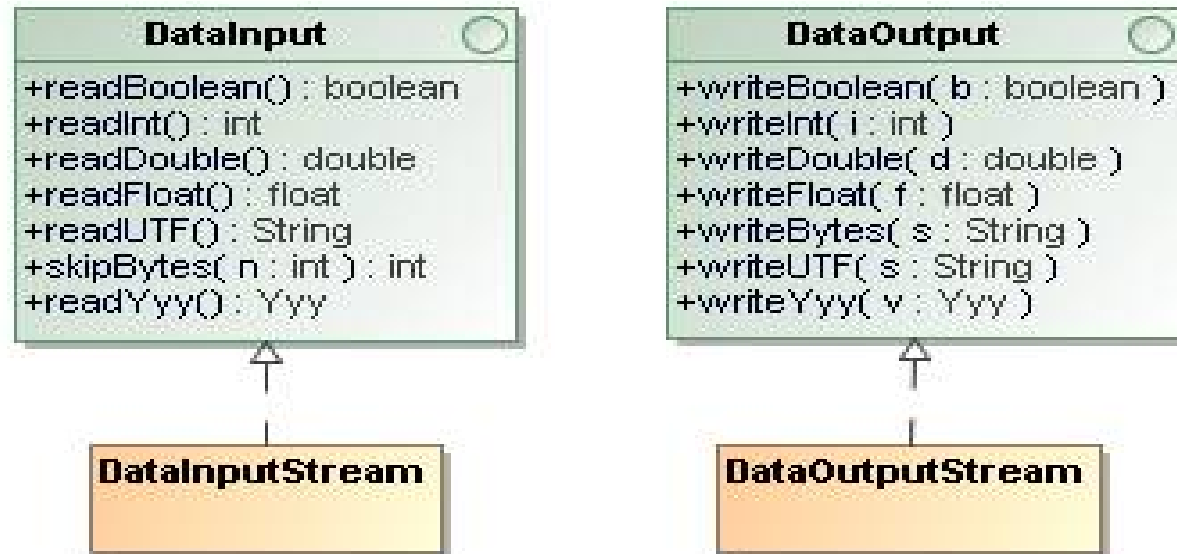 DataInput
+readBoolean() : boolean
+readInt() : int
+readDouble() : double
+readFloat() : float
+readUTF() : String
+skipBytes( n : int ) : int
+readYyy() : Yyy
DataInputStream
DataOutput
+writeBoolean( b : boolean )
+writeInt( i : int )
+writeDouble( d : double )
+writeFloat( f : float )
+writeBytes( s : String )
+writeUTF( s : String )
+writeYyy( v : Yyy )
DataOutputStream